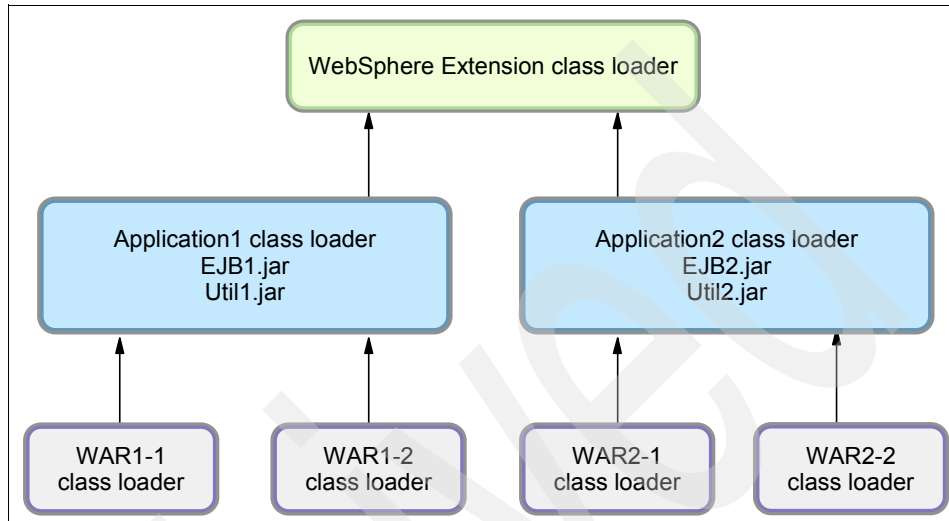 WebSphere Extension class loader
Application1 class loader
EJB1.jar
Util1.jar
Application2 class loader
EJB2.jar
Util2.jar
WAR1-1
class loader
WAR1-2
class loader
WAR2-1
class loader
WAR2-2
class loader